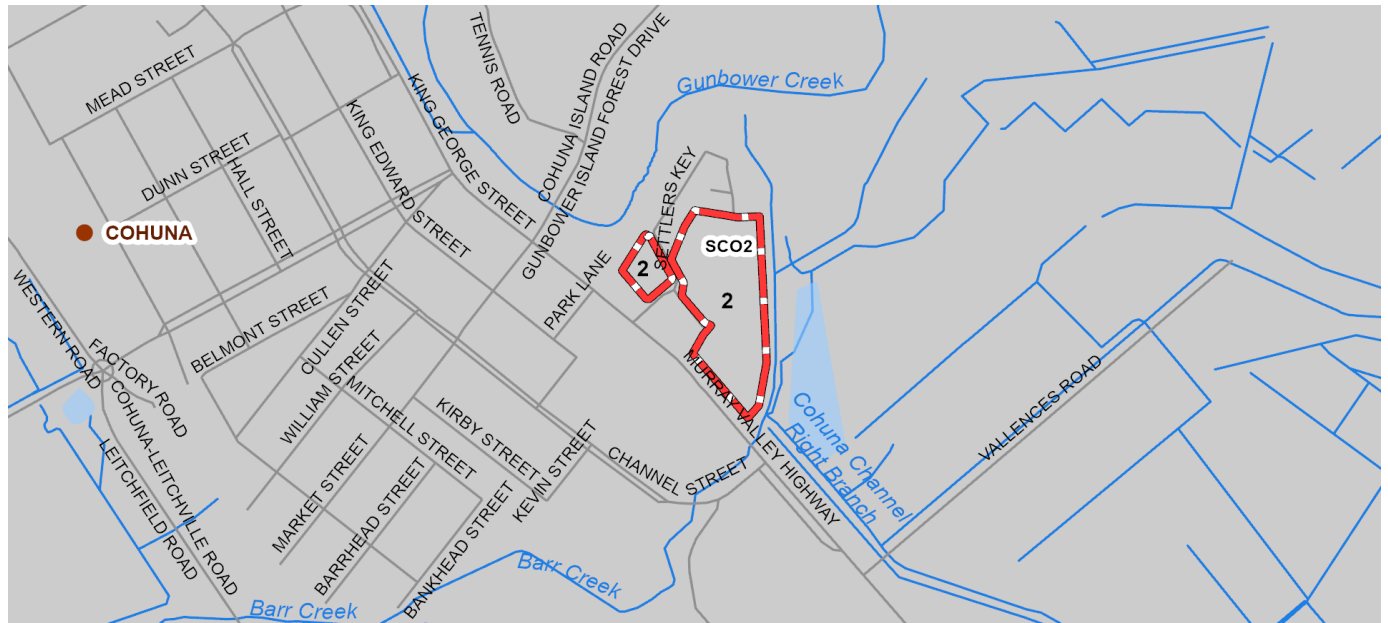 TENNIS ROAD
COHUNA ISLAND ROAD
GUNBOWER ISLAND FOREST DRIVE
Gunbower Creek
MEAD STREET
KING GEORGE STREET
KING EDWARD STREET
DUNN STREET
HALL STREET
SETTLERS KEY
COHUNA
SCO2
2
2
PARK LANE
WESTERN ROAD
BELMONT STREET
CULLEN STREET
FACTORY ROAD
WILLIAM STREET
MITCHELL STREET
MURRAY VALLEY HIGHWAY
VALLENCES ROAD
COHUNA-LEITCHVILLE ROAD
KIRBY STREET
Cohuna Channel
Right Branch
LEITCHFIELD ROAD
MARKET STREET
KEVIN STREET
CHANNEL STREET
BARRHEAD STREET
BANKHEAD STREET
Barr Creek
Barr Creek